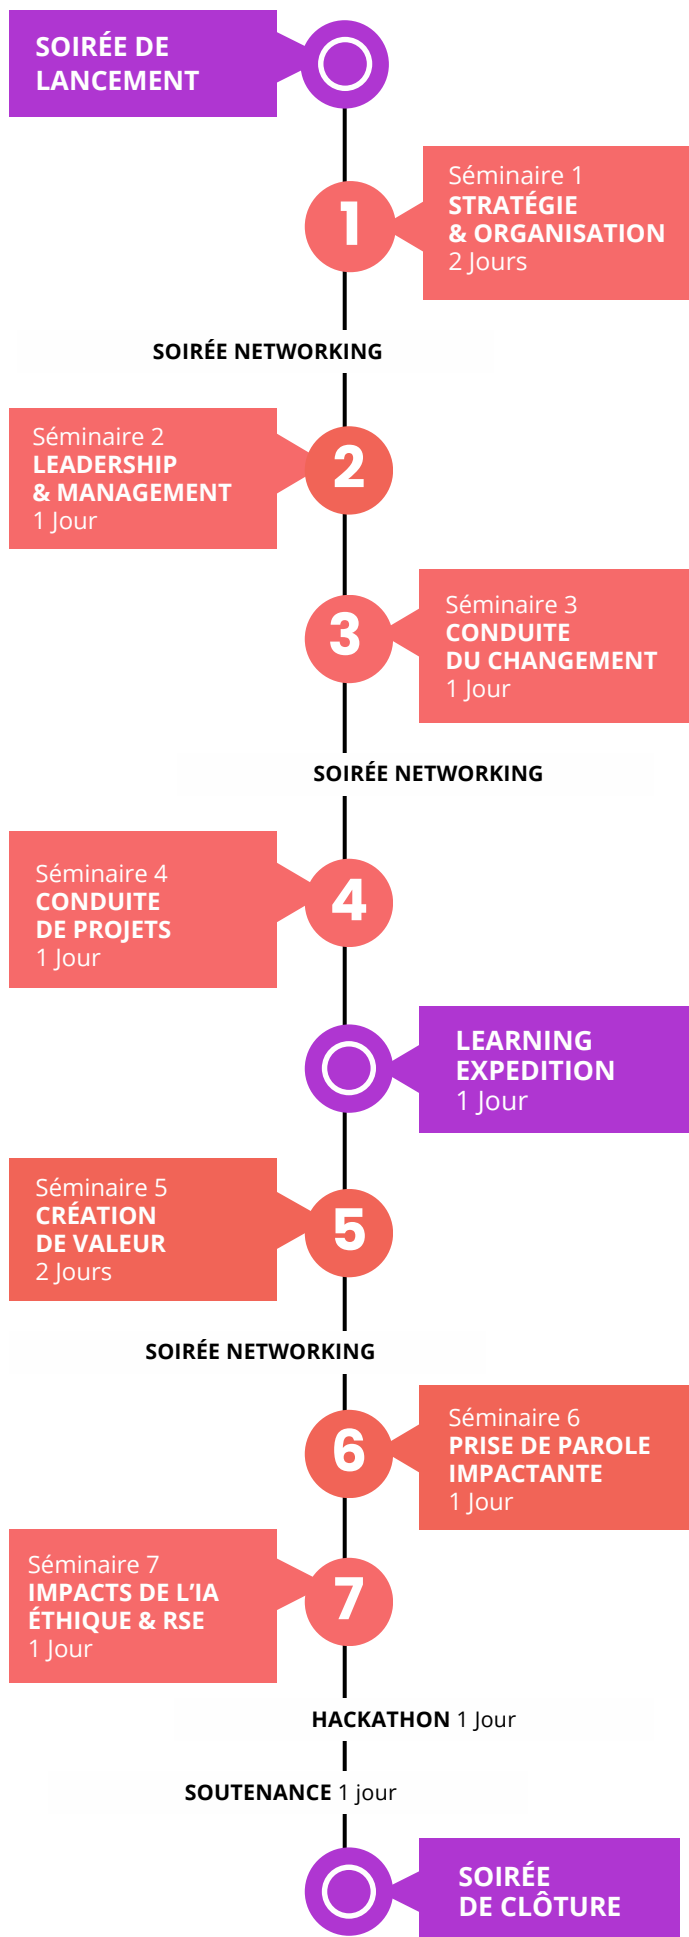 SOIRÉE DE
LANCEMENT
1
Séminaire 1
STRATÉGIE
& ORGANISATION
2 Jours
SOIRÉE NETWORKING
Séminaire 2
LEADERSHIP
& MANAGEMENT
1 Jour
2
3
Séminaire 3
CONDUITE
DU CHANGEMENT
1 Jour
SOIRÉE NETWORKING
Séminaire 4
CONDUITE
DE PROJETS
1 Jour
4
LEARNING
EXPEDITION
1 Jour
Séminaire 5
CRÉATION
DE VALEUR
2 Jours
5
SOIRÉE NETWORKING
6
Séminaire 6
PRISE DE PAROLE
IMPACTANTE
1 Jour
Séminaire 7
IMPACTS DE L’IA
ÉTHIQUE & RSE
1 Jour
7
HACKATHON 1 Jour
SOUTENANCE 1 jour
SOIRÉE
DE CLÔTURE